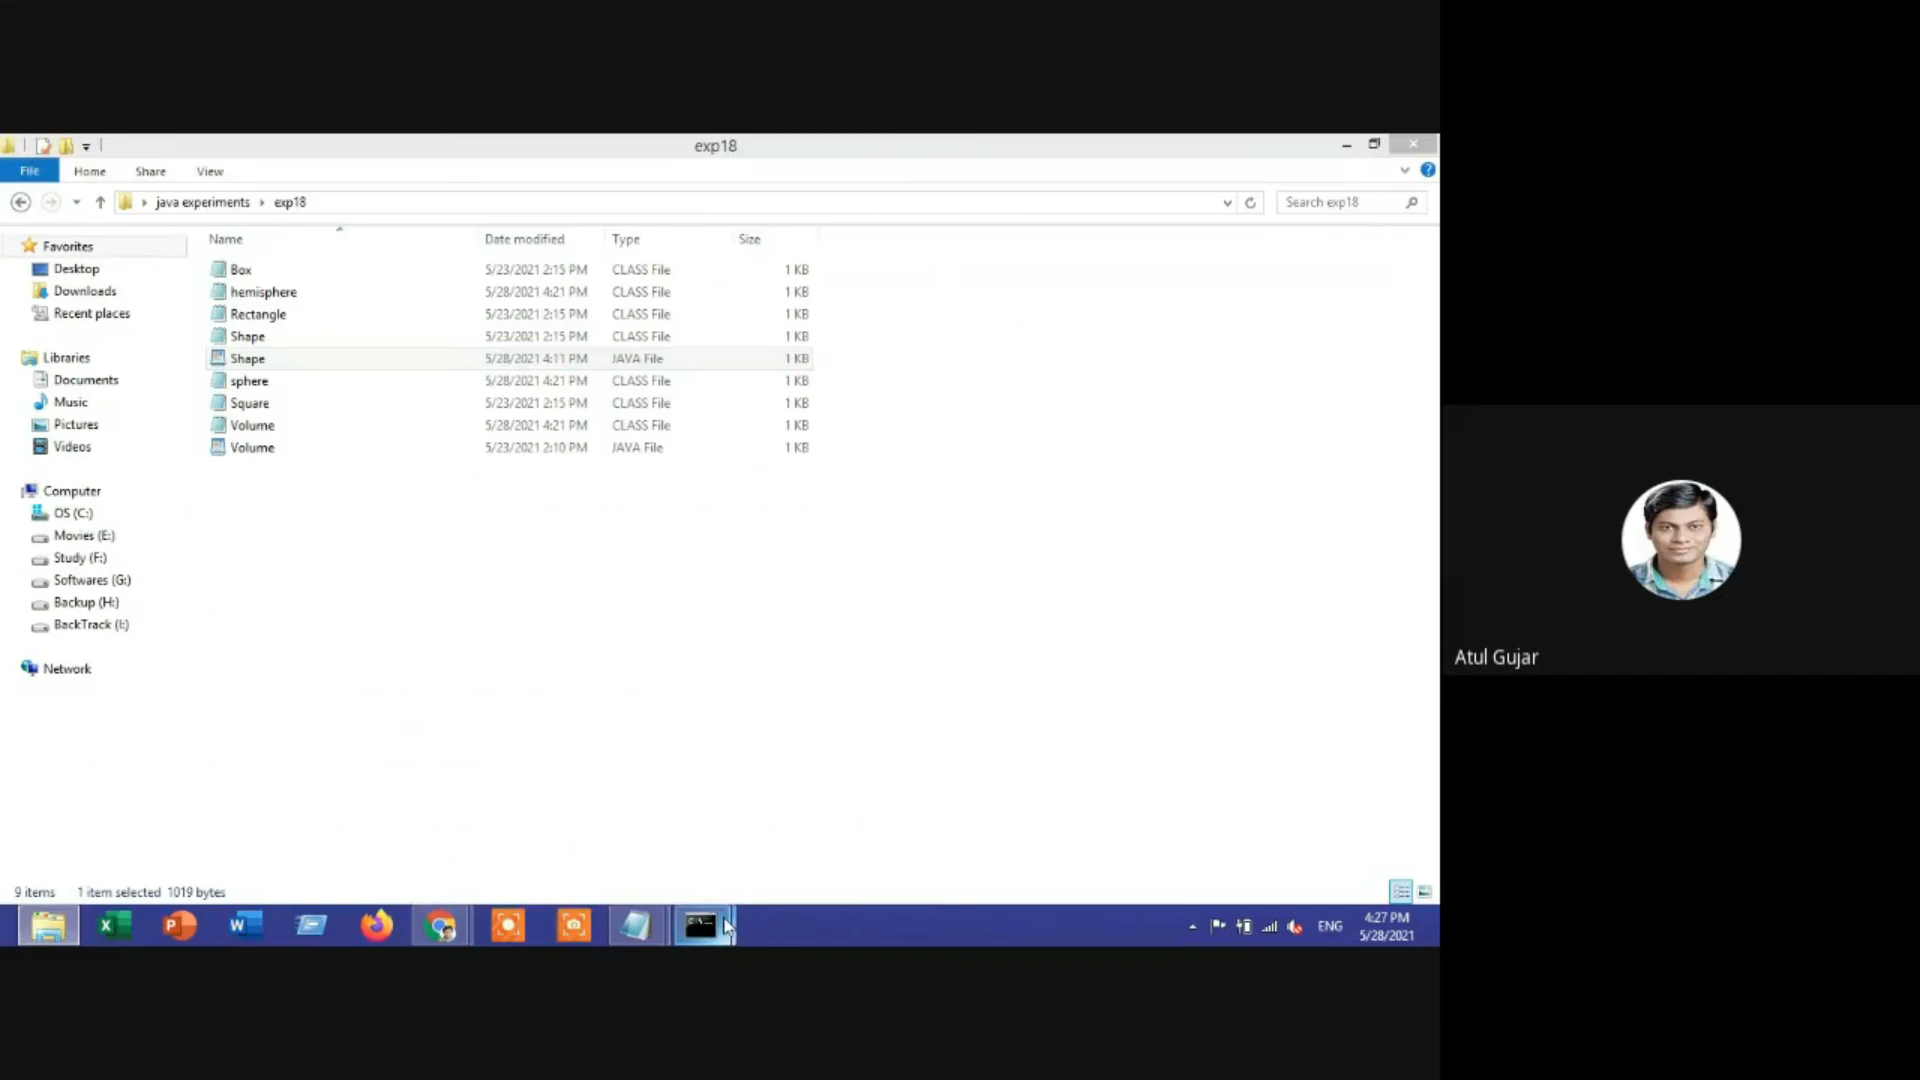 exp18
File Home Share View
java experiments exp18 Search exp18
Name Date modified Type Size
Favorites
Desktop
Downloads
Recent places
Libraries
Documents
Music
Pictures
Videos
Computer
OS (C:)
Movies (E:)
Study (F:)
Softwares (G:)
Backup (H:)
BackTrack (I:)
Network
Box 5/23/2021 2:15 PM CLASS File 1 KB
hemisphere 5/28/2021 4:21 PM CLASS File 1 KB
Rectangle 5/23/2021 2:15 PM CLASS File 1 KB
Shape 5/23/2021 2:15 PM CLASS File 1 KB
Shape 5/28/2021 4:11 PM JAVA File 1 KB
sphere 5/28/2021 4:21 PM CLASS File 1 KB
Square 5/23/2021 2:15 PM CLASS File 1 KB
Volume 5/28/2021 4:21 PM CLASS File 1 KB
Volume 5/23/2021 2:10 PM JAVA File 1 KB
9 items 1 item selected 1019 bytes
ENG 4:27 PM
5/28/2021
Atul Gujar